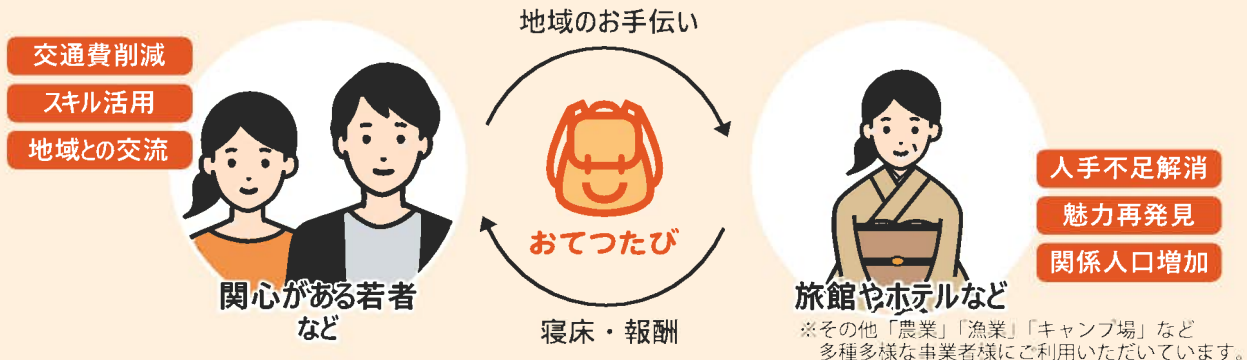 地域のお手伝い
交通費削減
スキル活用
地域との交流
おてつたび
人手不足解消
魅力再発見
関係人口増加
関心がある若者
など
寝床・報酬
旅館やホテルなど
※その他「農業」「漁業」「キャンプ場」など
多種多様な事業者様にご利用いただいています。